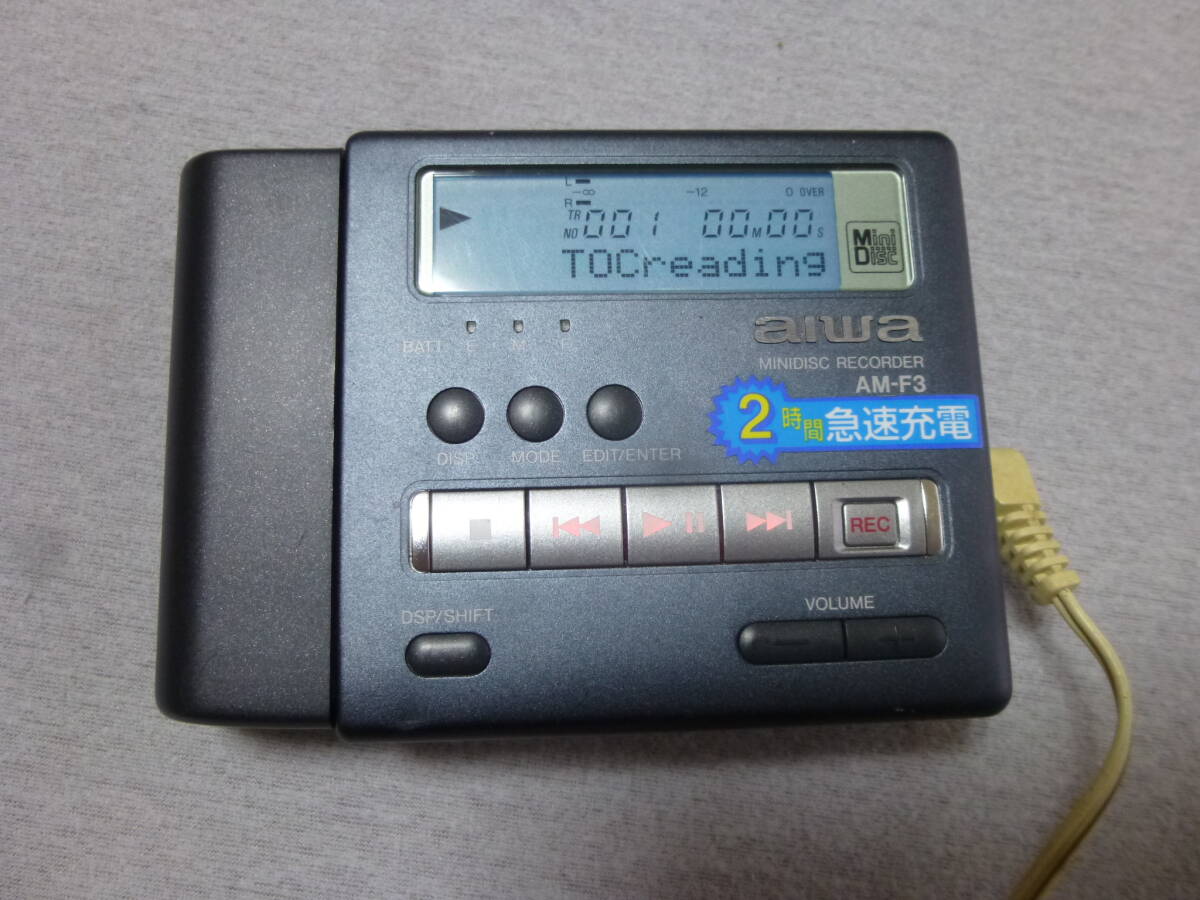 L
-∞ -12 0 OVER
R
TR NO 001 00M00S
TOCreading
Mini Disc
aiwa
MINIDISC RECORDER
AM-F3
BATT. E M F
2時間急速充電
DISP MODE EDIT/ENTER
REC
DSP/SHIFT
VOLUME